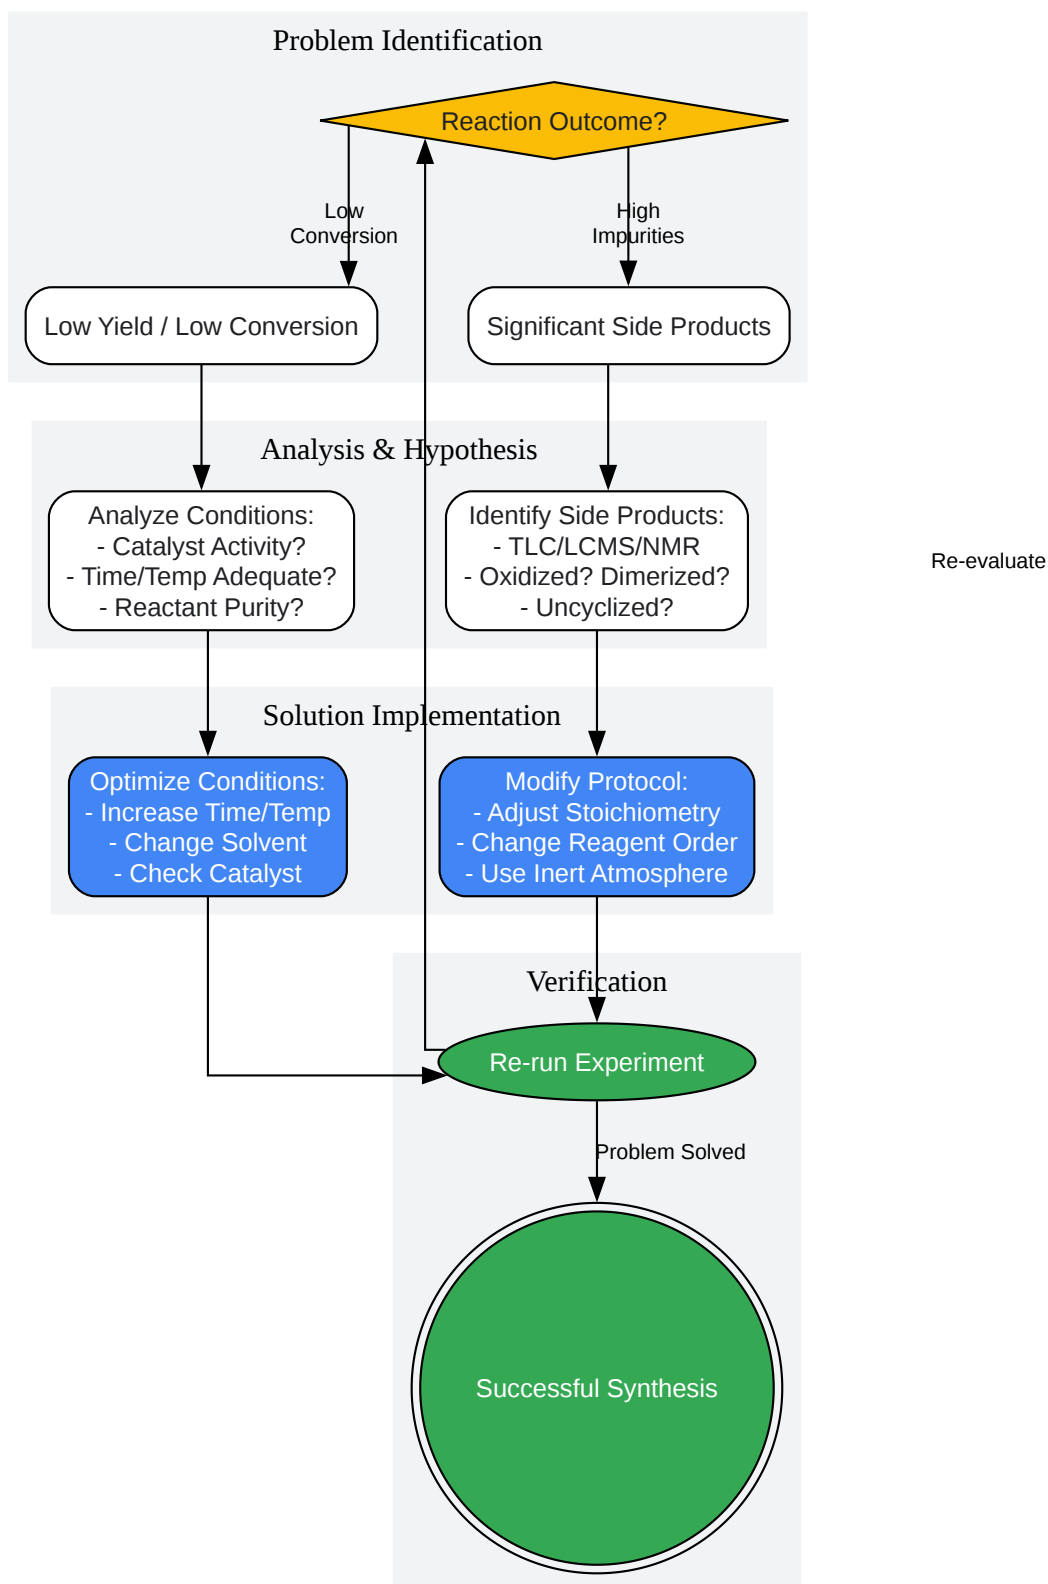 Problem Identification
Reaction Outcome?
Low
Conversion
High
Impurities
Low Yield / Low Conversion
Significant Side Products
Analysis & Hypothesis
Analyze Conditions:
- Catalyst Activity?
- Time/Temp Adequate?
- Reactant Purity?
Identify Side Products:
- TLC/LCMS/NMR
- Oxidized? Dimerized?
- Uncyclized?
Re-evaluate
Solution Implementation
Optimize Conditions:
- Increase Time/Temp
- Change Solvent
- Check Catalyst
Modify Protocol:
- Adjust Stoichiometry
- Change Reagent Order
- Use Inert Atmosphere
Verification
Re-run Experiment
Problem Solved
Successful Synthesis